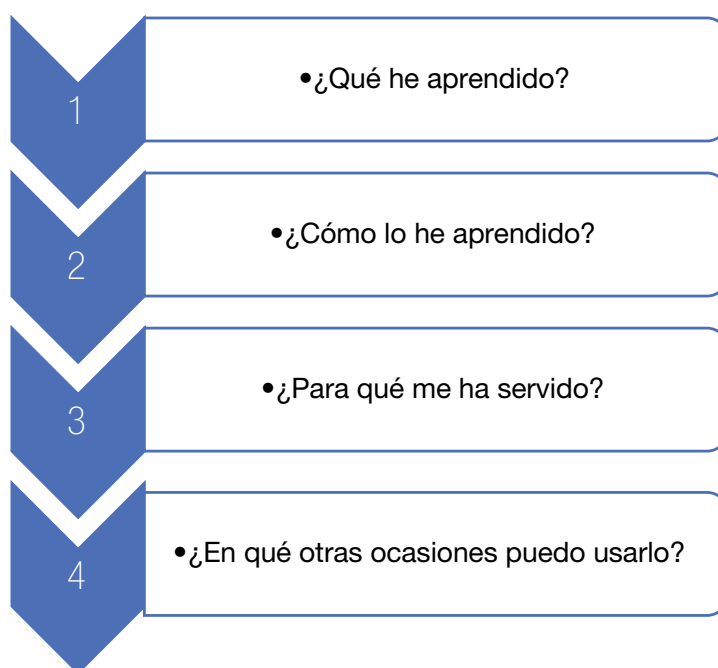 1
•¿Qué he aprendido?
2
•¿Cómo lo he aprendido?
3
•¿Para qué me ha servido?
4
•¿En qué otras ocasiones puedo usarlo?